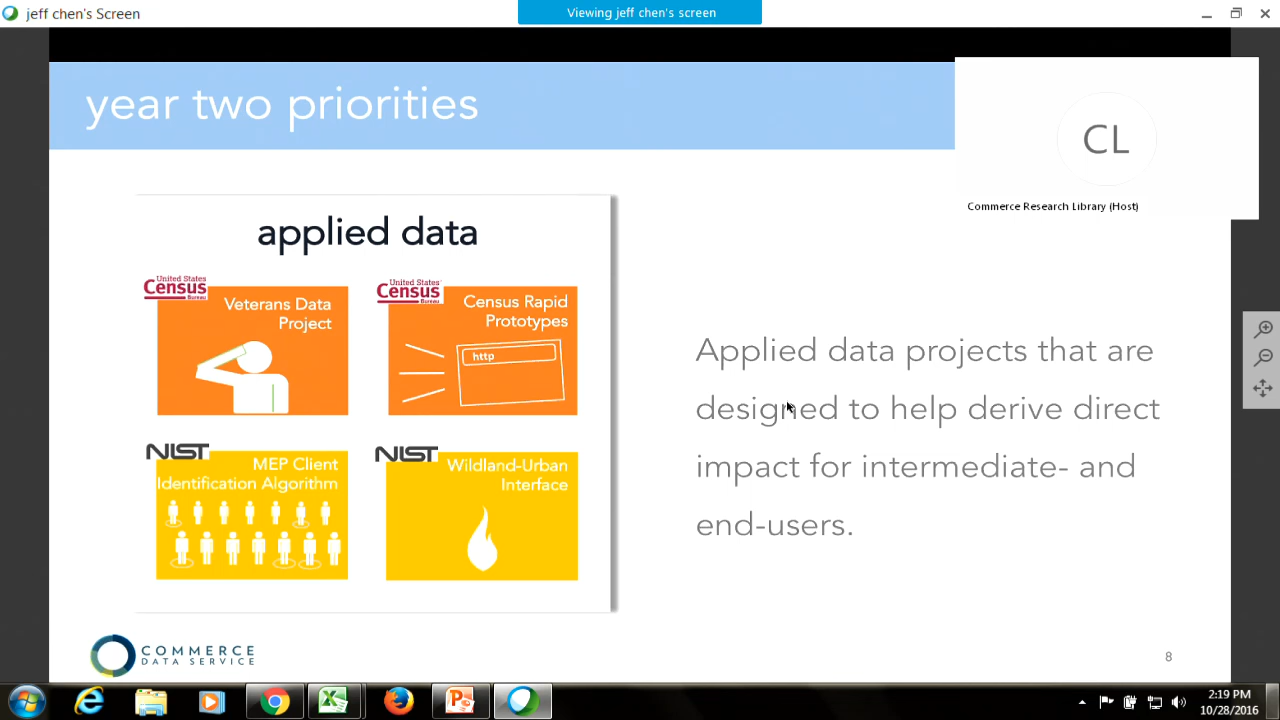 jeff chen's Screen
Viewing jeff chen's screen
year two priorities
CL
Commerce Research Library (Host)
applied data
United States
Census
Bureau
Veterans Data
Project
United States
Census
Bureau
Census Rapid
Prototypes
http
NIST
MEP Client
Identification Algorithm
NIST
Wildland-Urban
Interface
Applied data projects that are
designed to help derive direct
impact for intermediate- and
end-users.
COMMERCE
DATA SERVICE
8
2:19 PM
10/28/2016